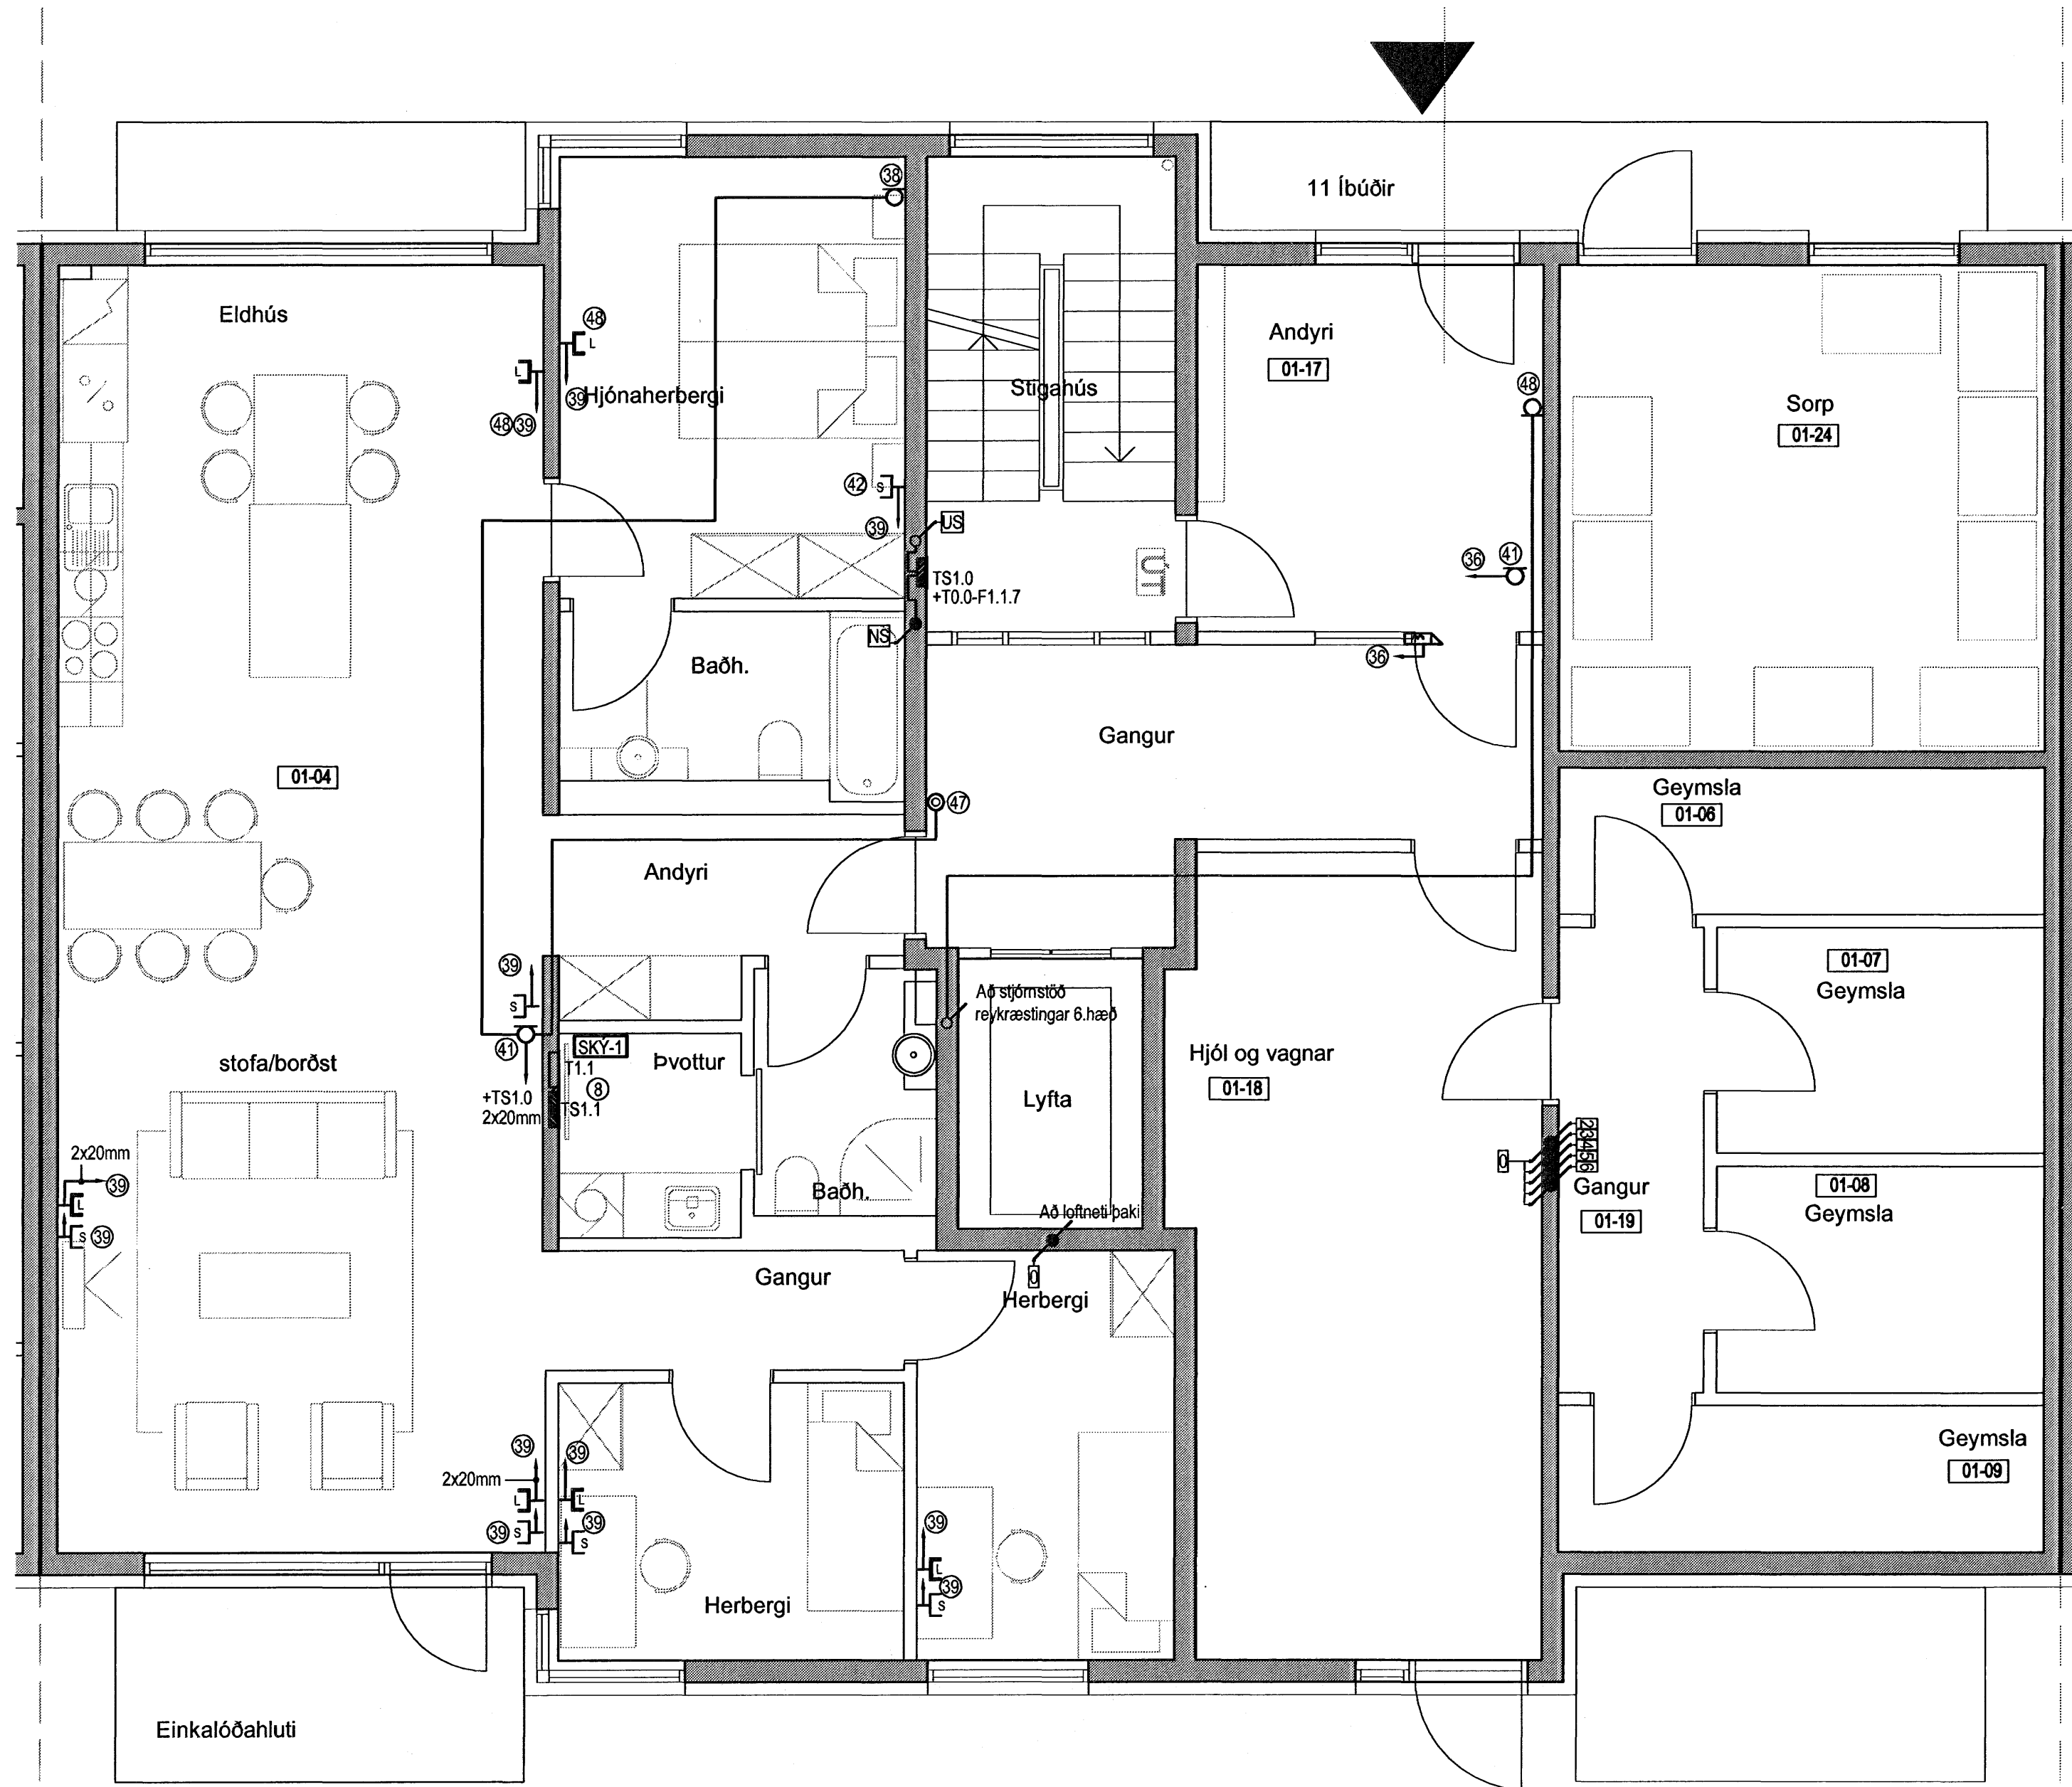 11 Íbúðir
38
Eldhús
48
L
L
39
Hjónaherbergi
48
39
Stigahús
Andyri
01-17
48
Sorp
01-24
42
S
39
US
TS1.0
+T0.0-F1.1.7
ÚT
36
41
NS
36
Baðh.
Gangur
01-04
47
Geymsla
01-06
Andyri
01-07
Geymsla
39
S
Að stjórnstöð
reykræstingar 6.hæð
41
SKÝ-1
T1.1
Þvottur
Hjól og vagnar
01-18
stofa/borðst
+TS1.0
2x20mm
8
TS1.1
Lyfta
2x20mm
39
L
S
39
Baðh.
Að loftneti þaki
0
2
3
4
5
6
0
Gangur
01-19
01-08
Geymsla
Gangur
Herbergi
39
39
2x20mm
L
L
39
S
39
S
39
L
39
S
Geymsla
01-09
Herbergi
Einkalóðahluti